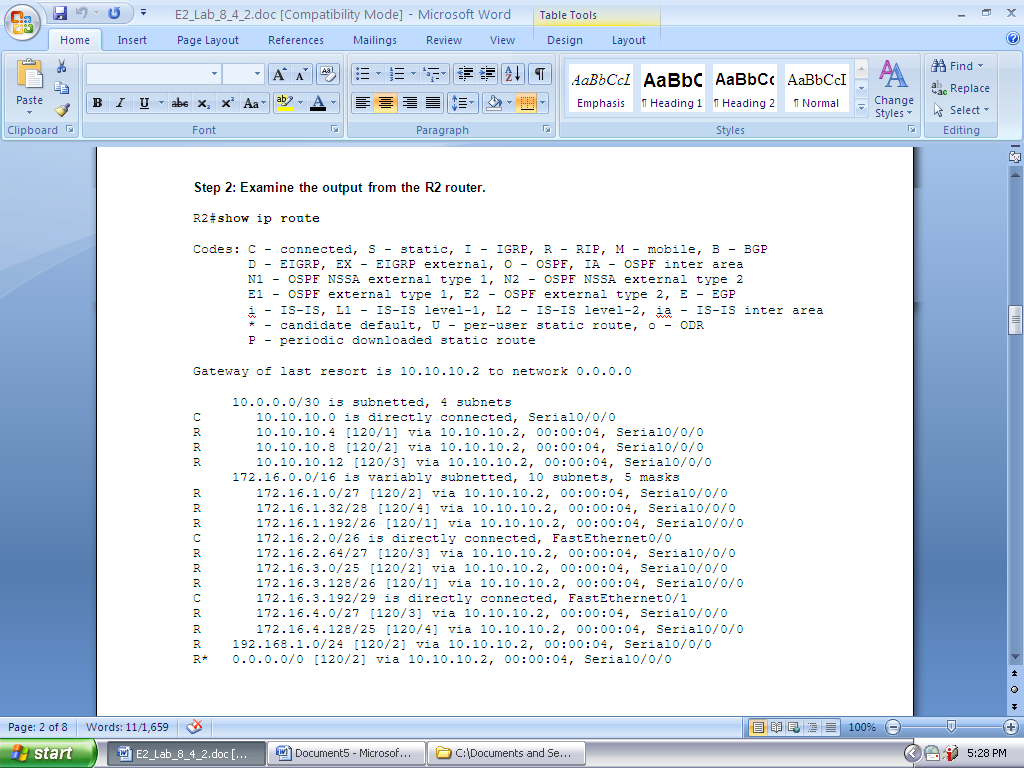 E2_Lab_8_4_2.doc [Compatibility Mode] - Microsoft Word
Table Tools
Home Insert Page Layout References Mailings Review View Design Layout
Paste
Clipboard
B I U abc x₂ x² Aa ab A
Font
Paragraph
AaBbCcI AaBbC AaBbCc AaBbCcI
Emphasis ¶ Heading 1 ¶ Heading 2 ¶ Normal
Change Styles
Styles
Find
Replace
Select
Editing
Step 2: Examine the output from the R2 router.
R2#show ip route
Codes: C - connected, S - static, I - IGRP, R - RIP, M - mobile, B - BGP
D - EIGRP, EX - EIGRP external, O - OSPF, IA - OSPF inter area
N1 - OSPF NSSA external type 1, N2 - OSPF NSSA external type 2
E1 - OSPF external type 1, E2 - OSPF external type 2, E - EGP
i - IS-IS, L1 - IS-IS level-1, L2 - IS-IS level-2, ia - IS-IS inter area
* - candidate default, U - per-user static route, o - ODR
P - periodic downloaded static route
Gateway of last resort is 10.10.10.2 to network 0.0.0.0
10.0.0.0/30 is subnetted, 4 subnets
C 10.10.10.0 is directly connected, Serial0/0/0
R 10.10.10.4 [120/1] via 10.10.10.2, 00:00:04, Serial0/0/0
R 10.10.10.8 [120/2] via 10.10.10.2, 00:00:04, Serial0/0/0
R 10.10.10.12 [120/3] via 10.10.10.2, 00:00:04, Serial0/0/0
172.16.0.0/16 is variably subnetted, 10 subnets, 5 masks
R 172.16.1.0/27 [120/2] via 10.10.10.2, 00:00:04, Serial0/0/0
R 172.16.1.32/28 [120/4] via 10.10.10.2, 00:00:04, Serial0/0/0
R 172.16.1.192/26 [120/1] via 10.10.10.2, 00:00:04, Serial0/0/0
C 172.16.2.0/26 is directly connected, FastEthernet0/0
R 172.16.2.64/27 [120/3] via 10.10.10.2, 00:00:04, Serial0/0/0
R 172.16.3.0/25 [120/2] via 10.10.10.2, 00:00:04, Serial0/0/0
R 172.16.3.128/26 [120/1] via 10.10.10.2, 00:00:04, Serial0/0/0
C 172.16.3.192/29 is directly connected, FastEthernet0/1
R 172.16.4.0/27 [120/3] via 10.10.10.2, 00:00:04, Serial0/0/0
R 172.16.4.128/25 [120/4] via 10.10.10.2, 00:00:04, Serial0/0/0
R 192.168.1.0/24 [120/2] via 10.10.10.2, 00:00:04, Serial0/0/0
R* 0.0.0.0/0 [120/2] via 10.10.10.2, 00:00:04, Serial0/0/0
Page: 2 of 8 Words: 11/1,659 100%
start E2_Lab_8_4_2.doc [... Document5 - Microsof... C:\Documents and Se... 5:28 PM